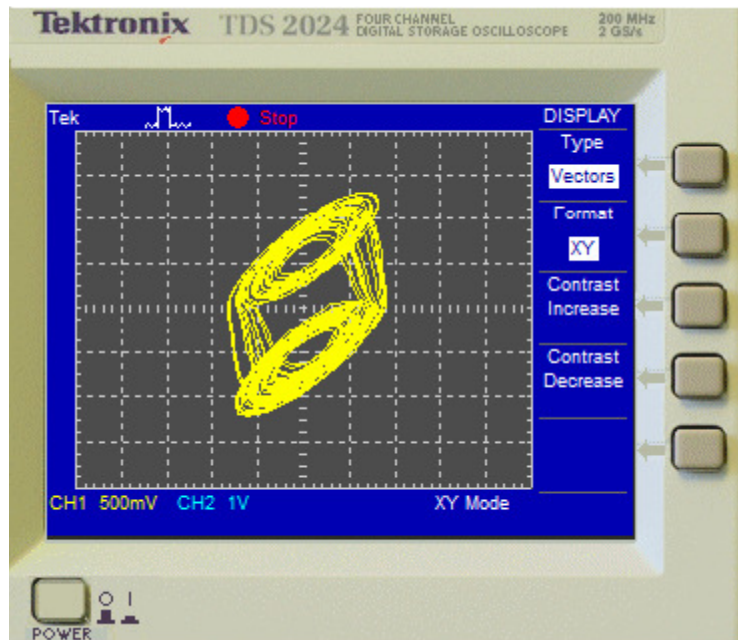 Tektronix TDS 2024 FOUR CHANNEL DIGITAL STORAGE OSCILLOSCOPE 200 MHz 2 GS/s
Tek Stop DISPLAY
Type
Vectors
Format
XY
Contrast
Increase
Contrast
Decrease
CH1 500mV CH2 1V XY Mode
O I
POWER